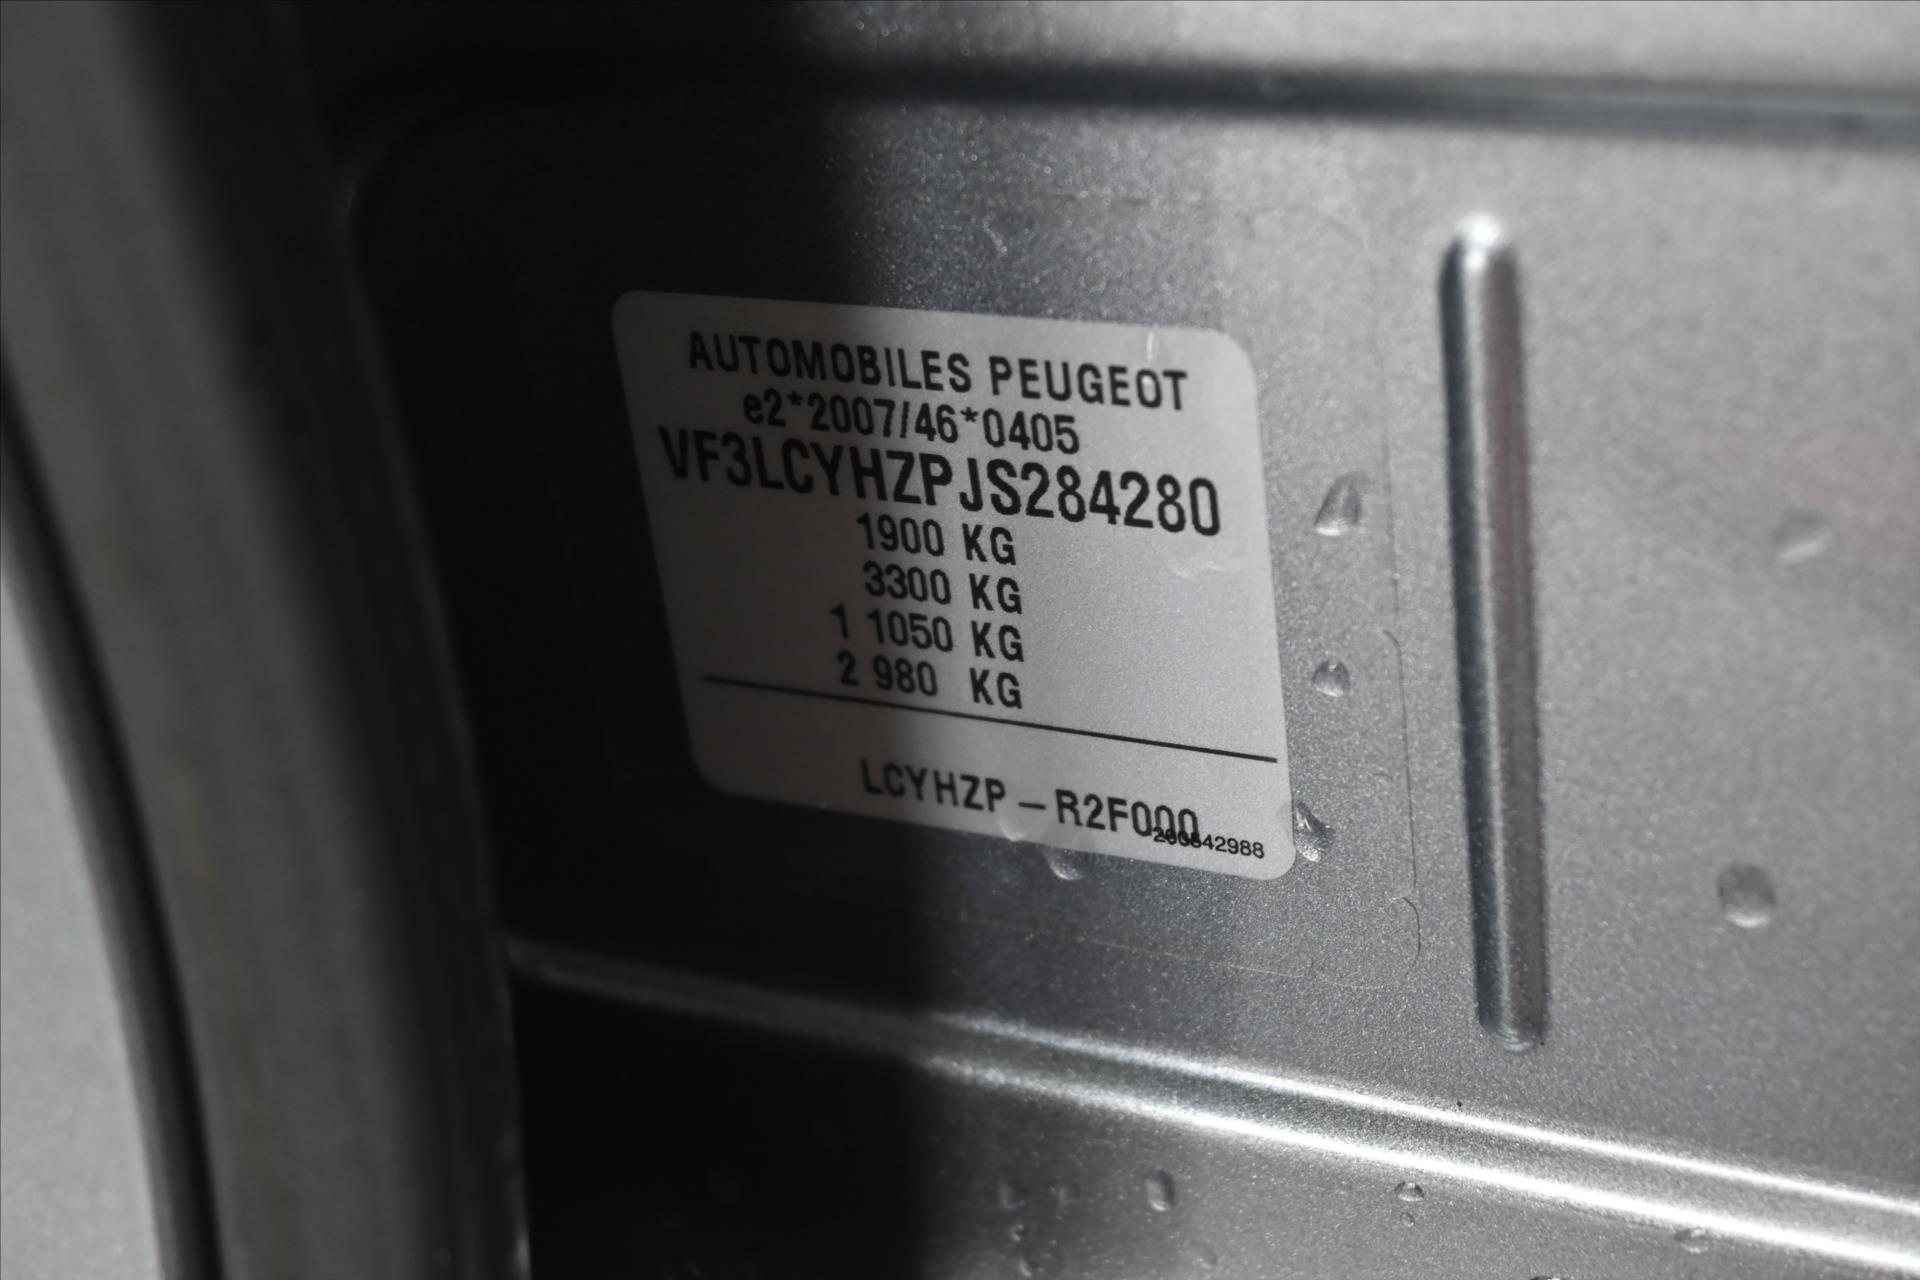 AUTOMOBILES PEUGEOT
e2*2007/46*0405
VF3LCYHZPJS284280
1900 KG
3300 KG
1 1050 KG
2 980 KG
LCYHZP – R2F000